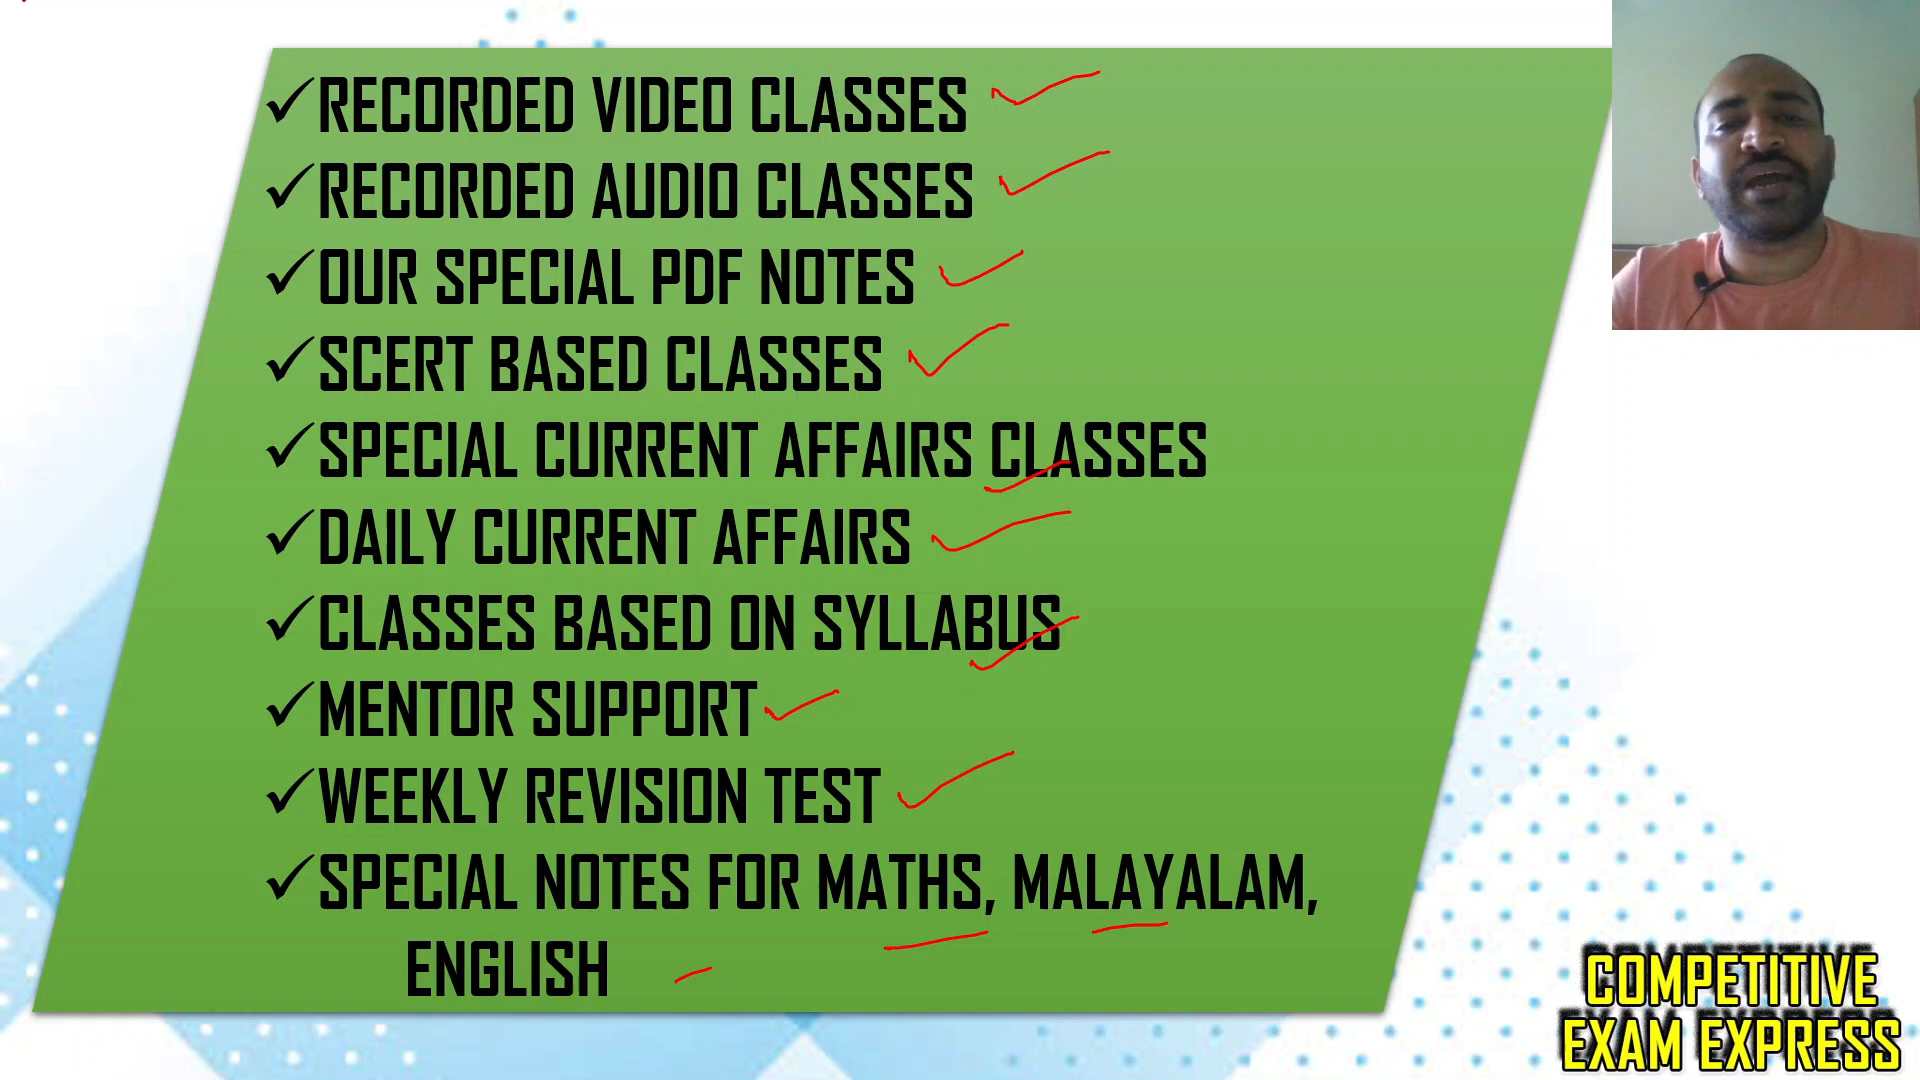 ✓RECORDED VIDEO CLASSES
✓RECORDED AUDIO CLASSES
✓OUR SPECIAL PDF NOTES
✓SCERT BASED CLASSES
✓SPECIAL CURRENT AFFAIRS CLASSES
✓DAILY CURRENT AFFAIRS
✓CLASSES BASED ON SYLLABUS
✓MENTOR SUPPORT
✓WEEKLY REVISION TEST
✓SPECIAL NOTES FOR MATHS, MALAYALAM,
ENGLISH
COMPETITIVE
EXAM EXPRESS